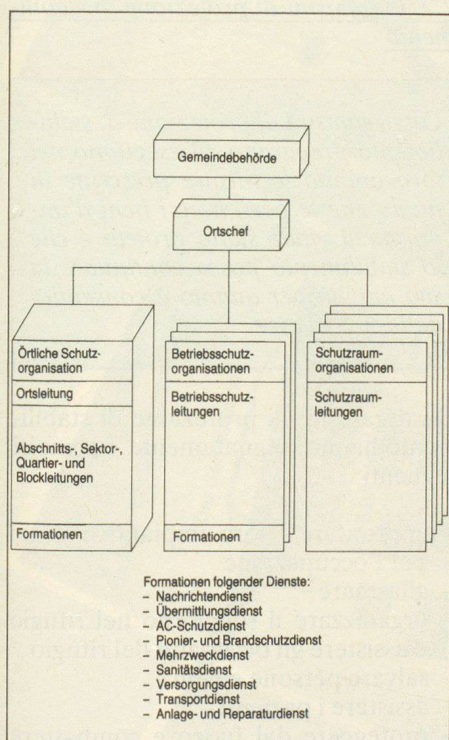 Gemeindebehörde
Ortschef
Örtliche Schutz-
organisation
Ortsleitung
Abschnitts-, Sektor-,
Quartier- und
Blockleitungen
Formationen
Betriebsschutz-
organisationen
Betriebsschutz-
leitungen
Formationen
Schutzraum-
organisationen
Schutzraum-
leitungen
Formationen folgender Dienste:
– Nachrichtendienst
– Übermittlungsdienst
– AC-Schutzdienst
– Pionier- und Brandschutzdienst
– Mehrzweckdienst
– Sanitätsdienst
– Versorgungsdienst
– Transportdienst
– Anlage- und Reparaturdienst